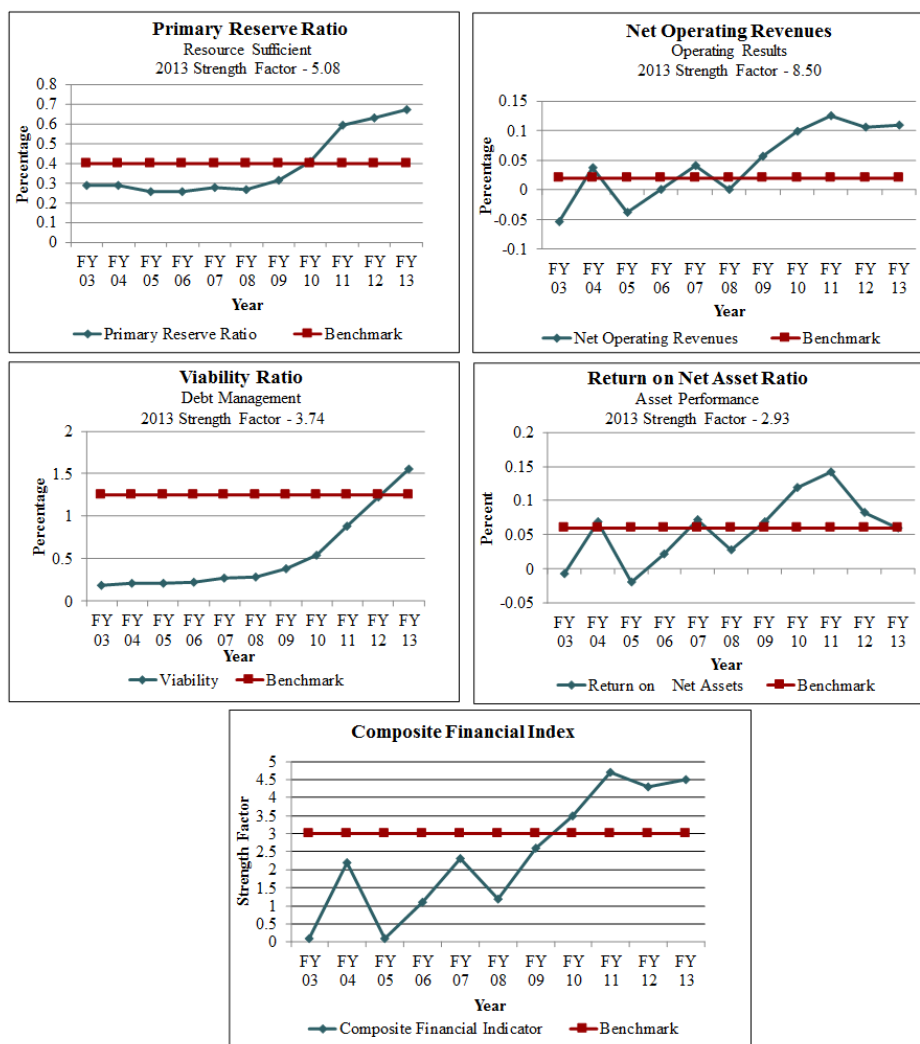 Primary Reserve Ratio
Resource Sufficient
2013 Strength Factor - 5.08
0.8
0.7
0.6
0.5
0.4
0.3
0.2
0.1
0
Percentage
FY FY FY FY FY FY FY FY FY FY FY
03 04 05 06 07 08 09 10 11 12 13
Year
Primary Reserve Ratio Benchmark
Net Operating Revenues
Operating Results
2013 Strength Factor - 8.50
0.15
0.1
0.05
0
-0.05
-0.1
Percentage
FY FY FY FY FY FY FY FY FY FY FY
03 04 05 06 07 08 09 10 11 12 13
Year
Net Operating Revenues Benchmark
Viability Ratio
Debt Management
2013 Strength Factor - 3.74
2
1.5
1
0.5
0
Percentage
FY FY FY FY FY FY FY FY FY FY FY
03 04 05 06 07 08 09 10 11 12 13
Year
Viability Benchmark
Return on Net Asset Ratio
Asset Performance
2013 Strength Factor - 2.93
0.2
0.15
0.1
0.05
0
-0.05
Percent
FY FY FY FY FY FY FY FY FY FY FY
03 04 05 06 07 08 09 10 11 12 13
Year
Return on Net Assets Benchmark
Composite Financial Index
5
4.5
4
3.5
3
2.5
2
1.5
1
0.5
0
Strength Factor
FY FY FY FY FY FY FY FY FY FY FY
03 04 05 06 07 08 09 10 11 12 13
Year
Composite Financial Indicator Benchmark